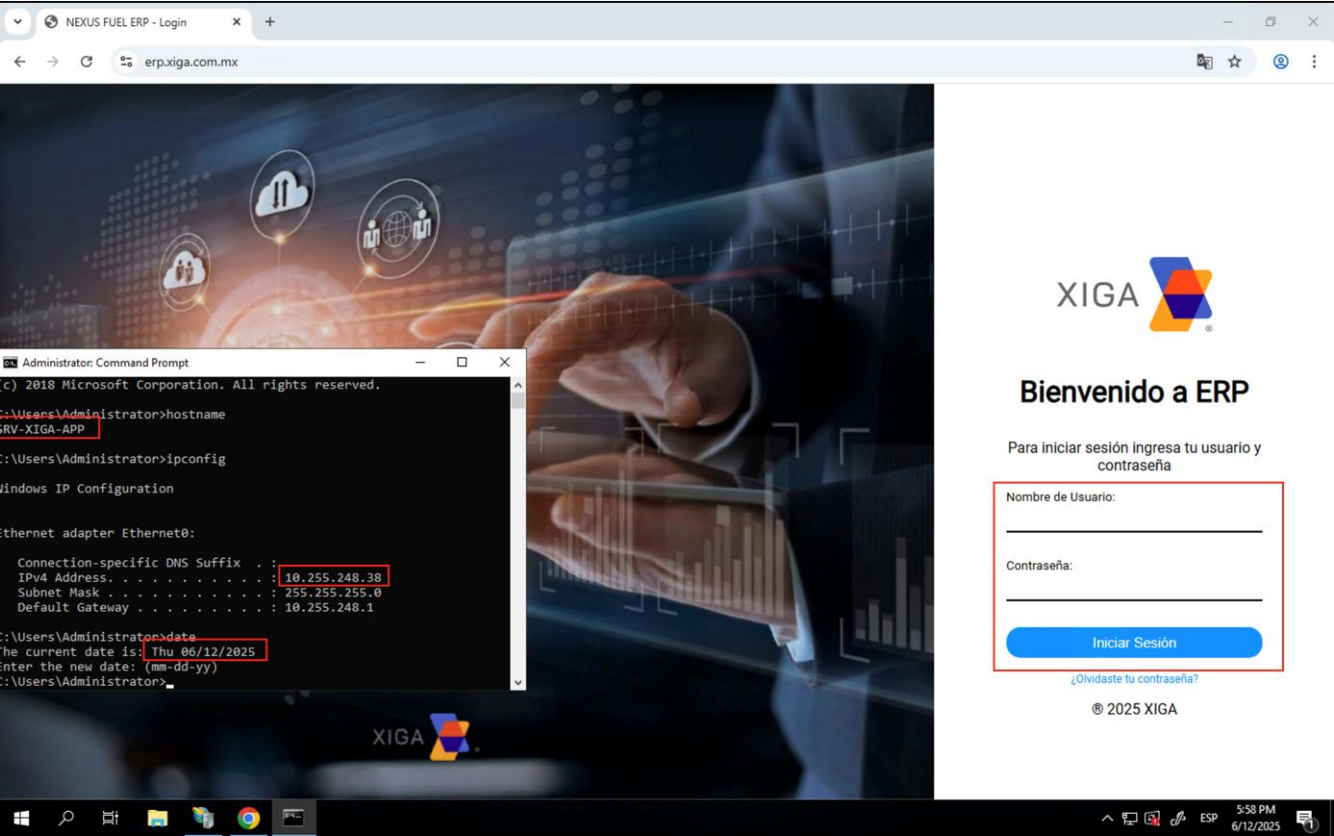 NEXUS FUEL ERP - Login
erp.xiga.com.mx
XIGA
®
Bienvenido a ERP
Para iniciar sesión ingresa tu usuario y
contraseña
Nombre de Usuario:
Contraseña:
Iniciar Sesión
¿Olvidaste tu contraseña?
® 2025 XIGA
Administrator: Command Prompt
(c) 2018 Microsoft Corporation. All rights reserved.
C:\Users\Administrator>hostname
SRV-XIGA-APP
C:\Users\Administrator>ipconfig
Windows IP Configuration
Ethernet adapter Ethernet0:
Connection-specific DNS Suffix . :
IPv4 Address. . . . . . . . . . . : 10.255.248.38
Subnet Mask . . . . . . . . . . . : 255.255.255.0
Default Gateway . . . . . . . . . : 10.255.248.1
C:\Users\Administrator>date
The current date is: Thu 06/12/2025
Enter the new date: (mm-dd-yy)
C:\Users\Administrator>
XIGA
ESP
5:58 PM
6/12/2025
1